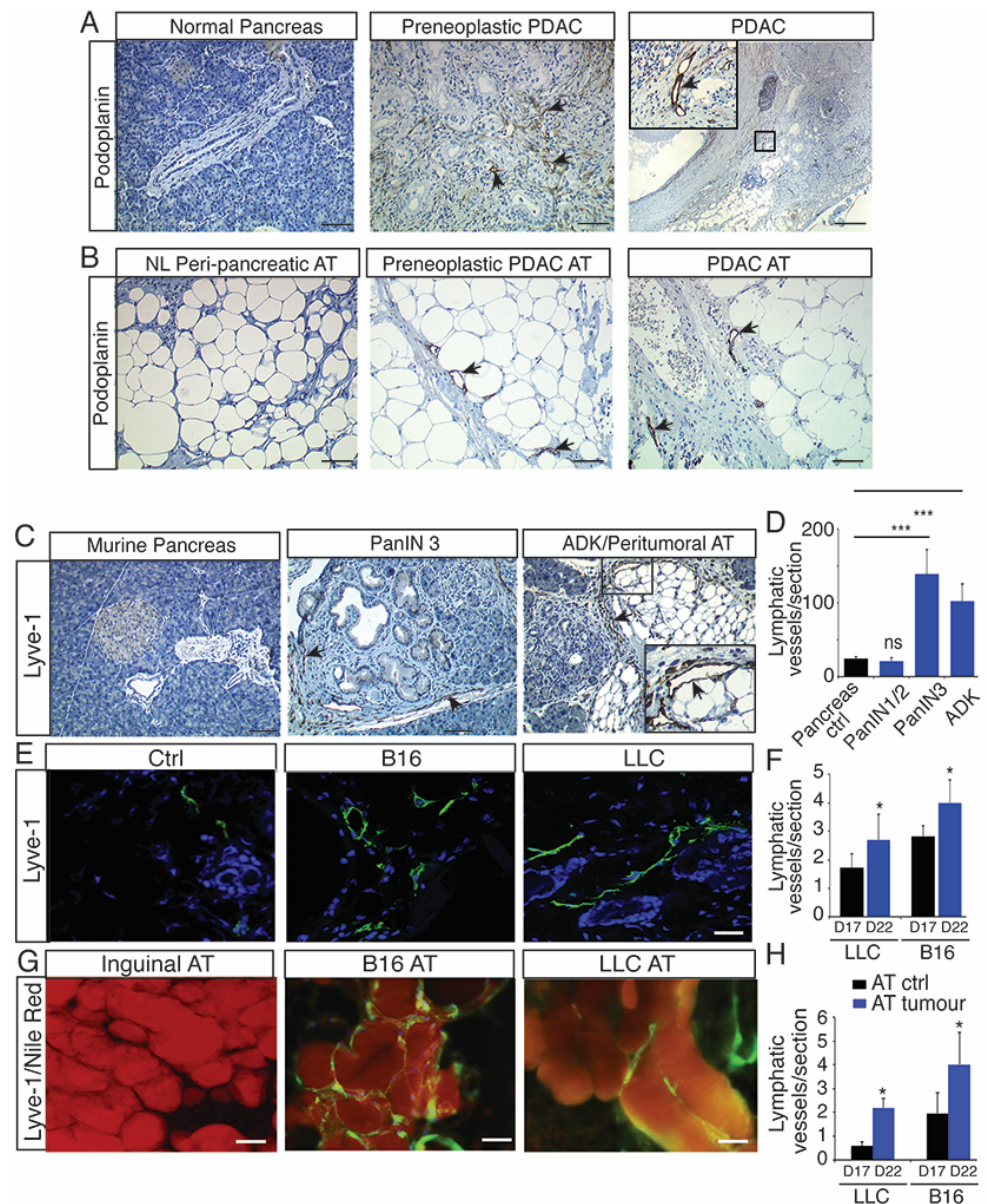 A
Normal Pancreas
Preneoplastic PDAC
PDAC
Podoplanin
B
NL Peri-pancreatic AT
Preneoplastic PDAC AT
PDAC AT
Podoplanin
C
Murine Pancreas
PanIN 3
ADK/Peritumoral AT
Lyve-1
D
***
***
ns
Lymphatic
vessels/section
200
100
0
Pancreas
ctrl
PanIN1/2
PanIN3
ADK
E
Ctrl
B16
LLC
Lyve-1
F
*
*
Lymphatic
vessels/section
5
4
3
2
1
0
D17 D22 D17 D22
LLC B16
G
Inguinal AT
B16 AT
LLC AT
Lyve-1/Nile Red
H
AT ctrl
AT tumour
*
*
Lymphatic
vessels/section
6
5
4
3
2
1
0
D17 D22 D17 D22
LLC B16